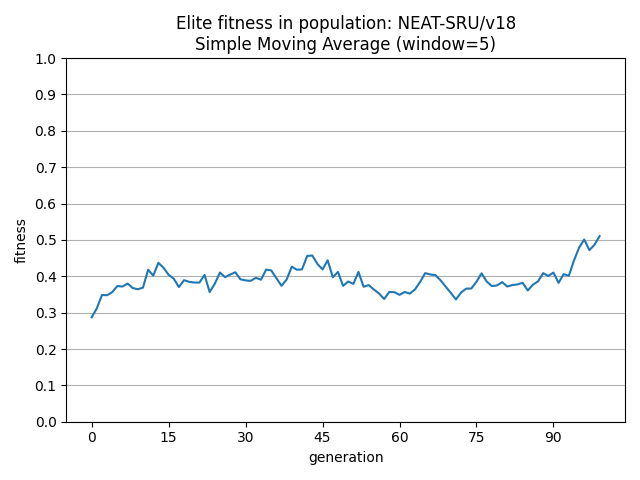 Elite fitness in population: NEAT-SRU/v18
Simple Moving Average (window=5)
1.0
0.9
0.8
0.7
0.6
0.5
0.4
0.3
0.2
0.1
0.0
fitness
0 15 30 45 60 75 90
generation